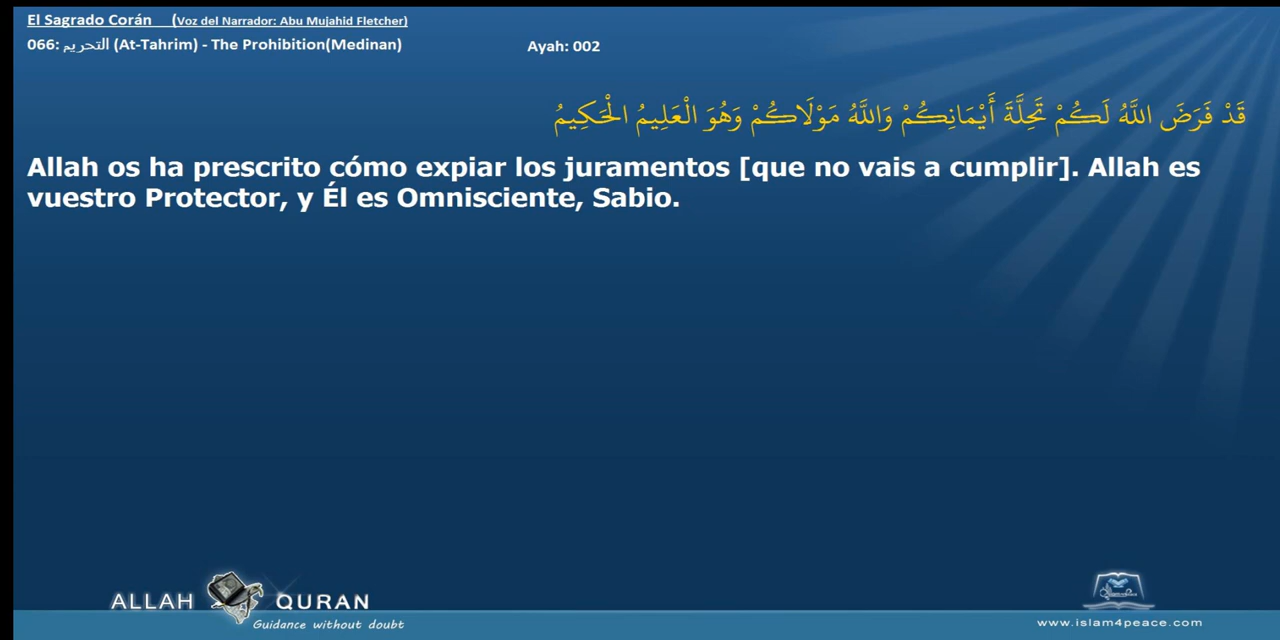 El Sagrado Corán (Voz del Narrador: Abu Mujahid Fletcher)
066: التحريم (At-Tahrim) - The Prohibition(Medinan) Ayah: 002
قَدْ فَرَضَ اللَّهُ لَكُمْ تَحِلَّةَ أَيْمَانِكُمْ وَاللَّهُ مَوْلَاكُمْ وَهُوَ الْعَلِيمُ الْحَكِيمُ
Allah os ha prescrito cómo expiar los juramentos [que no vais a cumplir]. Allah es
vuestro Protector, y Él es Omnisciente, Sabio.
ALLAH QURAN
Guidance without doubt
www.islam4peace.com